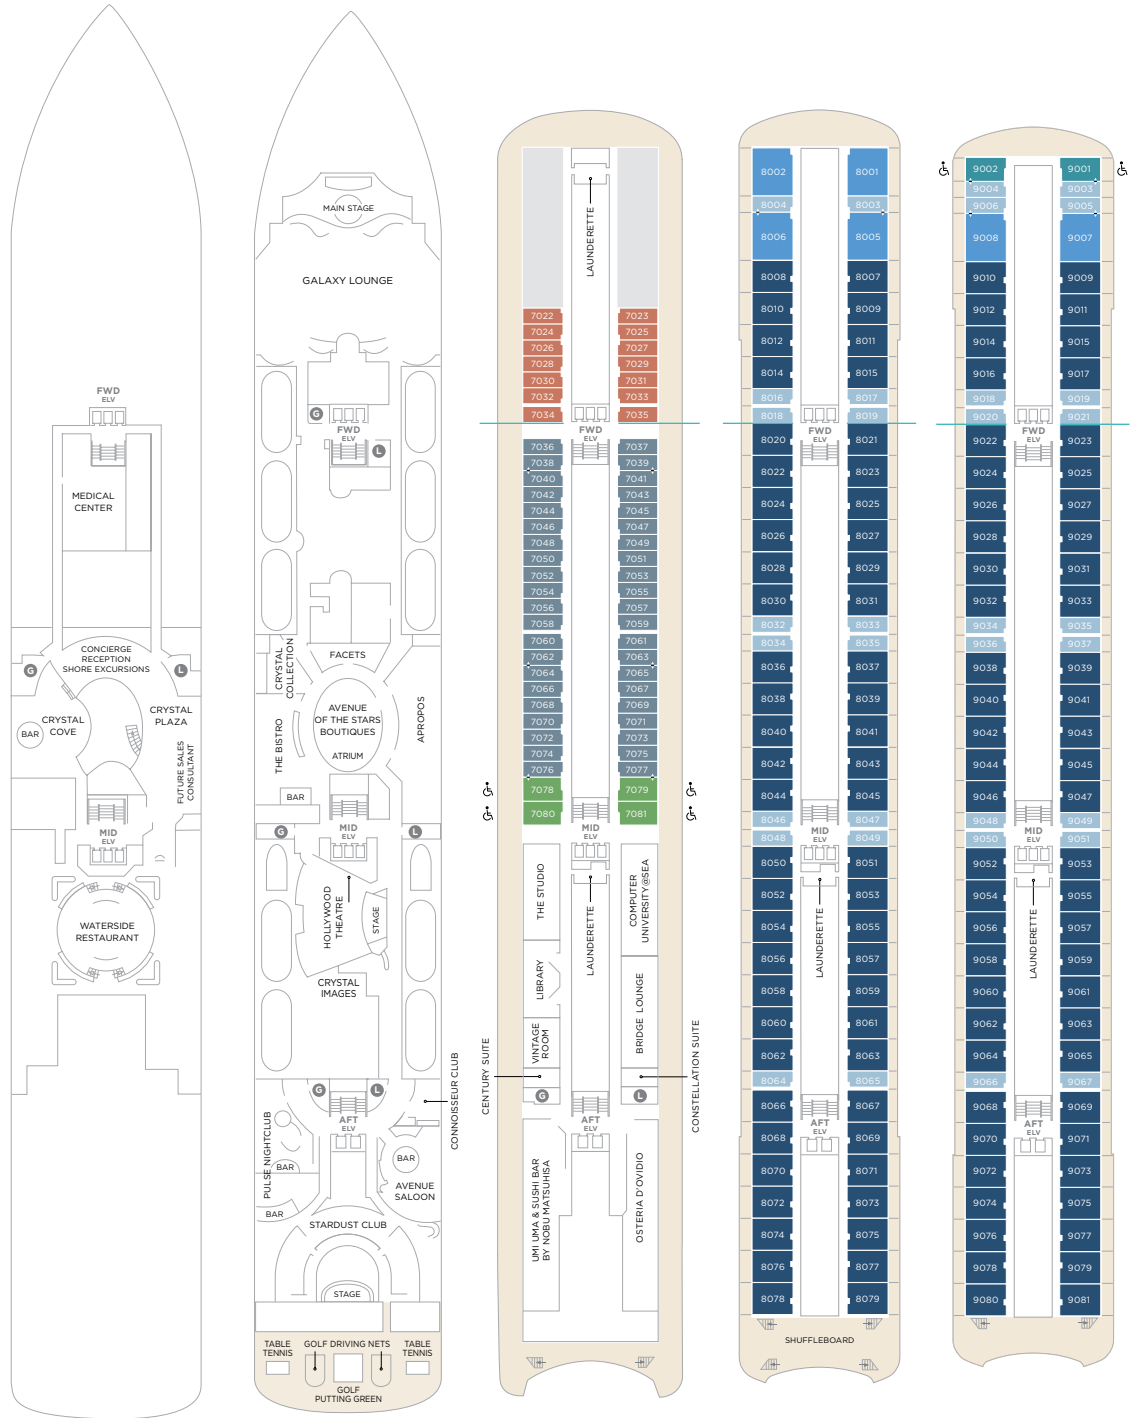 FWD
ELV
MEDICAL
CENTER
CONCIERGE
RECEPTION
SHORE EXCURSIONS
G
L
CRYSTAL
COVE
BAR
CRYSTAL
PLAZA
FUTURE SALES
CONSULTANT
MID
ELV
WATERSIDE
RESTAURANT
MAIN STAGE
GALAXY LOUNGE
G
FWD
ELV
L
FACETS
CRYSTAL
COLLECTION
AVENUE
OF THE STARS
BOUTIQUES
ATRIUM
THE BISTRO
APROPOS
BAR
G
MID
ELV
L
HOLLYWOOD
THEATRE
STAGE
CRYSTAL
IMAGES
G
L
AFT
ELV
CONNOISSEUR CLUB
PULSE NIGHTCLUB
BAR
BAR
BAR
AVENUE
SALOON
STARDUST CLUB
STAGE
TABLE
TENNIS
GOLF DRIVING NETS
TABLE
TENNIS
GOLF
PUTTING GREEN
LAUNDERETTE
7022 7023
7024 7025
7026 7027
7028 7029
7030 7031
7032 7033
7034 7035
FWD
ELV
7036 7037
7038 7039
7040 7041
7042 7043
7044 7045
7046 7047
7048 7049
7050 7051
7052 7053
7054 7055
7056 7057
7058 7059
7060 7061
7062 7063
7064 7065
7066 7067
7068 7069
7070 7071
7072 7073
7074 7075
7076 7077
7078 7079
7080 7081
MID
ELV
THE STUDIO
LAUNDERETTE
COMPUTER
UNIVERSITY@SEA
LIBRARY
BRIDGE LOUNGE
VINTAGE
ROOM
CENTURY SUITE
CONSTELLATION SUITE
G
L
AFT
ELV
UMI UMA & SUSHI BAR
BY NOBU MATSUHISA
OSTERIA D'OVIDIO
8002 8001
8004 8003
8006 8005
8008 8007
8010 8009
8012 8011
8014 8015
8016 8017
8018 8019
FWD
ELV
8020 8021
8022 8023
8024 8025
8026 8027
8028 8029
8030 8031
8032 8033
8034 8035
8036 8037
8038 8039
8040 8041
8042 8043
8044 8045
8046 8047
8048 8049
MID
ELV
8050 8051
8052 8053
8054 8055
8056 8057
8058 8059
8060 8061
8062 8063
8064 8065
LAUNDERETTE
8066 8067
8068 8069
AFT
ELV
8070 8071
8072 8073
8074 8075
8076 8077
8078 8079
SHUFFLEBOARD
9002 9001
9004 9003
9006 9005
9008 9007
9010 9009
9012 9011
9014 9015
9016 9017
9018 9019
9020 9021
FWD
ELV
9022 9023
9024 9025
9026 9027
9028 9029
9030 9031
9032 9033
9034 9035
9036 9037
9038 9039
9040 9041
9042 9043
9044 9045
9046 9047
9048 9049
9050 9051
MID
ELV
9052 9053
9054 9055
9056 9057
9058 9059
9060 9061
9062 9063
9064 9065
9066 9067
LAUNDERETTE
9068 9069
9070 9071
AFT
ELV
9072 9073
9074 9075
9076 9077
9078 9079
9080 9081